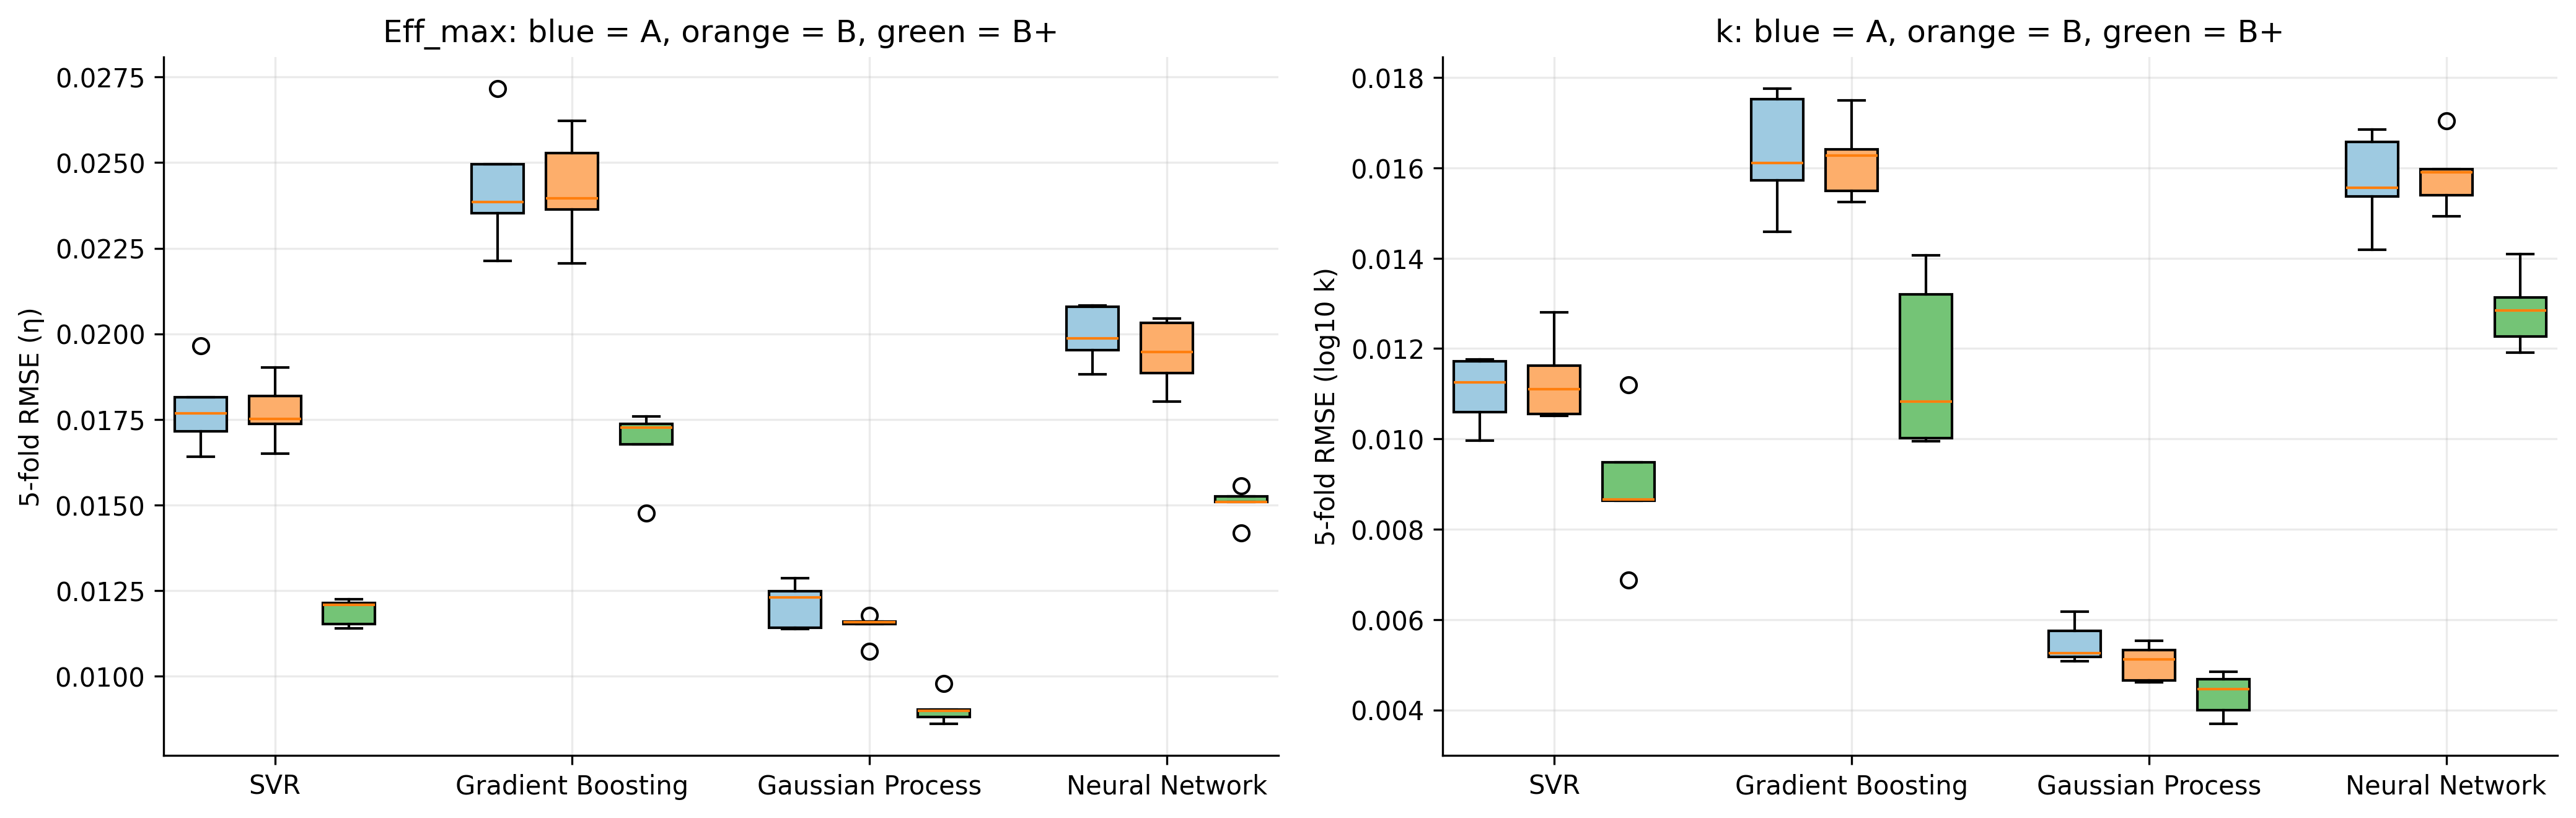 Eff_max: blue = A, orange = B, green = B+
5-fold RMSE (η)
0.0275
0.0250
0.0225
0.0200
0.0175
0.0150
0.0125
0.0100
SVR
Gradient Boosting
Gaussian Process
Neural Network
k: blue = A, orange = B, green = B+
5-fold RMSE (log10 k)
0.018
0.016
0.014
0.012
0.010
0.008
0.006
0.004
SVR
Gradient Boosting
Gaussian Process
Neural Network